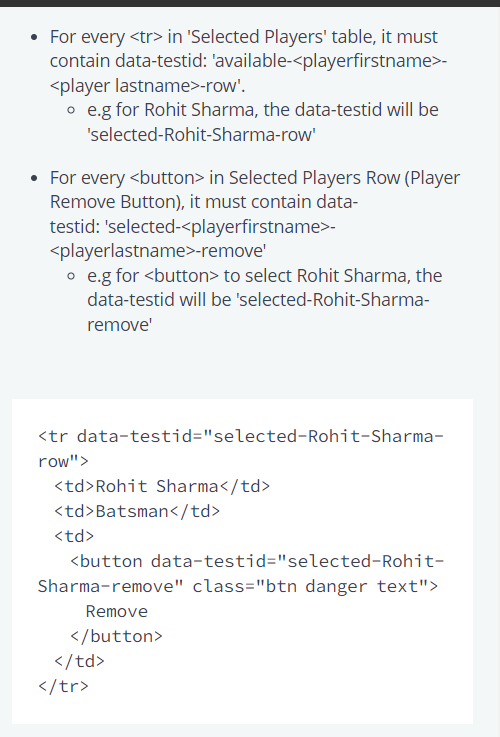 For every <tr> in 'Selected Players' table, it must
contain data-testid: 'available-<playerfirstname>-
<player lastname>-row'.
e.g for Rohit Sharma, the data-testid will be
'selected-Rohit-Sharma-row'
For every <button> in Selected Players Row (Player
Remove Button), it must contain data-
testid: 'selected-<playerfirstname>-
<playerlastname>-remove'
e.g for <button> to select Rohit Sharma, the
data-testid will be 'selected-Rohit-Sharma-
remove'
<tr data-testid="selected-Rohit-Sharma-
row">
<td>Rohit Sharma</td>
<td>Batsman</td>
<td>
<button data-testid="selected-Rohit-
Sharma-remove" class="btn danger text">
Remove
</button>
</td>
</tr>